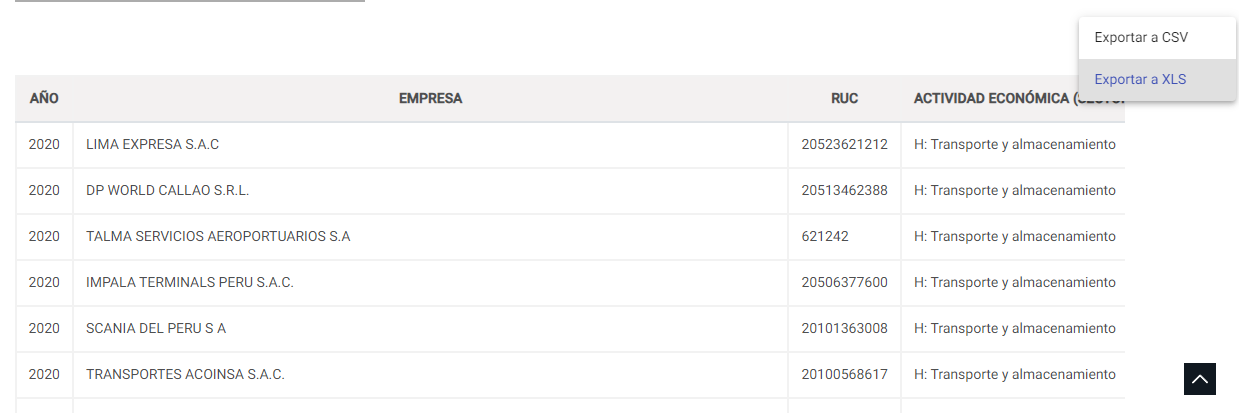 Exportar a CSV
Exportar a XLS
AÑO EMPRESA RUC ACTIVIDAD ECONÓMICA
2020 LIMA EXPRESA S.A.C 20523621212 H: Transporte y almacenamiento
2020 DP WORLD CALLAO S.R.L. 20513462388 H: Transporte y almacenamiento
2020 TALMA SERVICIOS AEROPORTUARIOS S.A 621242 H: Transporte y almacenamiento
2020 IMPALA TERMINALS PERU S.A.C. 20506377600 H: Transporte y almacenamiento
2020 SCANIA DEL PERU S A 20101363008 H: Transporte y almacenamiento
2020 TRANSPORTES ACOINSA S.A.C. 20100568617 H: Transporte y almacenamiento